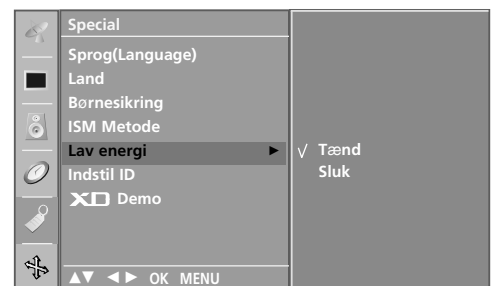 Special
Sprog(Language)
Land
Børnesikring
ISM Metode
Lav energi ►
Indstil ID
XD Demo
√ Tænd
Sluk
▲▼ ◄► OK MENU